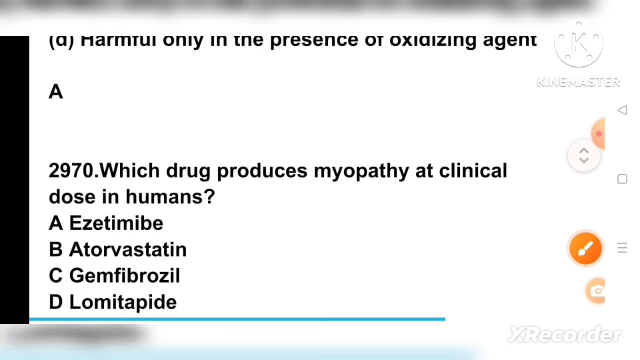 (d) Harmful only in the presence of oxidizing agent
K
KINEMASTER
A
2970.Which drug produces myopathy at clinical
dose in humans?
A Ezetimibe
B Atorvastatin
C Gemfibrozil
D Lomitapide
XRecorder